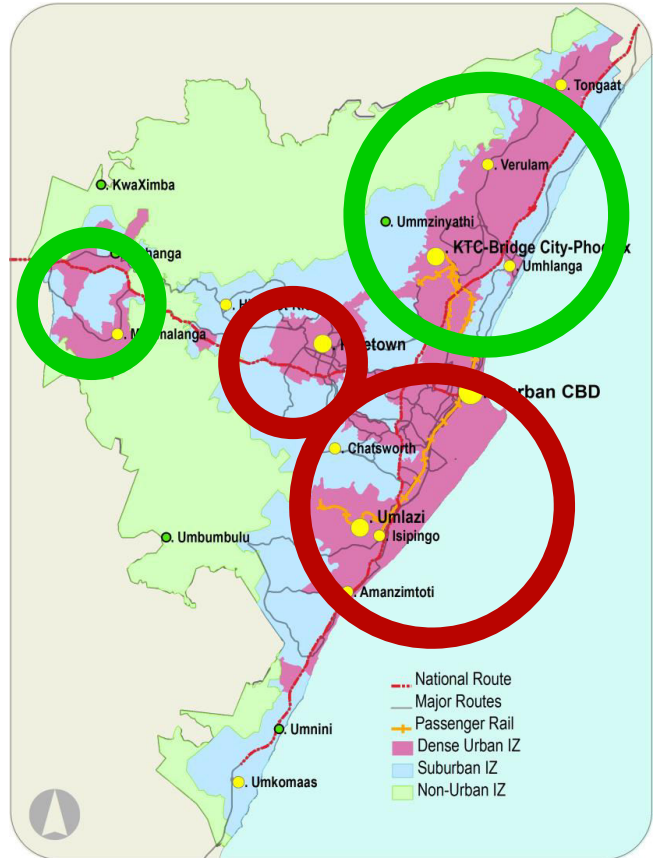 Tongaat
Verulam
KwaXimba
Ummzinyathi
KTC-Bridge City-Phoenix
Umhlanga
Durban CBD
Chatsworth
Umlazi
Isipingo
Umbumbulu
Amanzimtoti
National Route
Major Routes
Passenger Rail
Dense Urban IZ
Suburban IZ
Non-Urban IZ
Umnini
Umkomaas